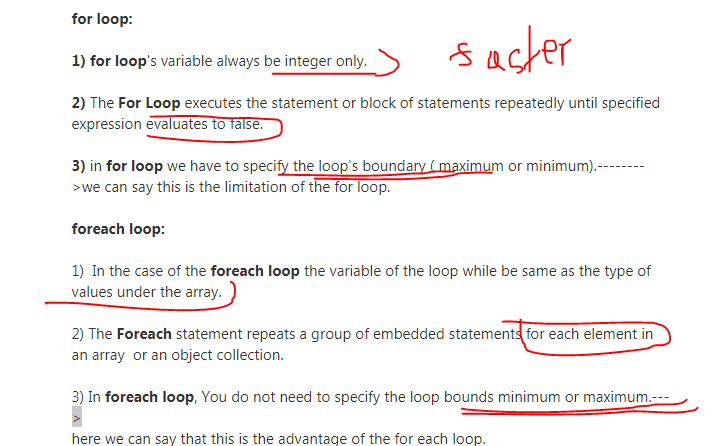 for loop:
faster
1) for loop's variable always be integer only.
2) The For Loop executes the statement or block of statements repeatedly until specified
expression evaluates to false.
3) in for loop we have to specify the loop's boundary ( maximum or minimum).--------
>we can say this is the limitation of the for loop.
foreach loop:
1)  In the case of the foreach loop the variable of the loop while be same as the type of
values under the array.
2) The Foreach statement repeats a group of embedded statements for each element in
an array  or an object collection.
3) In foreach loop, You do not need to specify the loop bounds minimum or maximum.---
>
here we can say that this is the advantage of the for each loop.